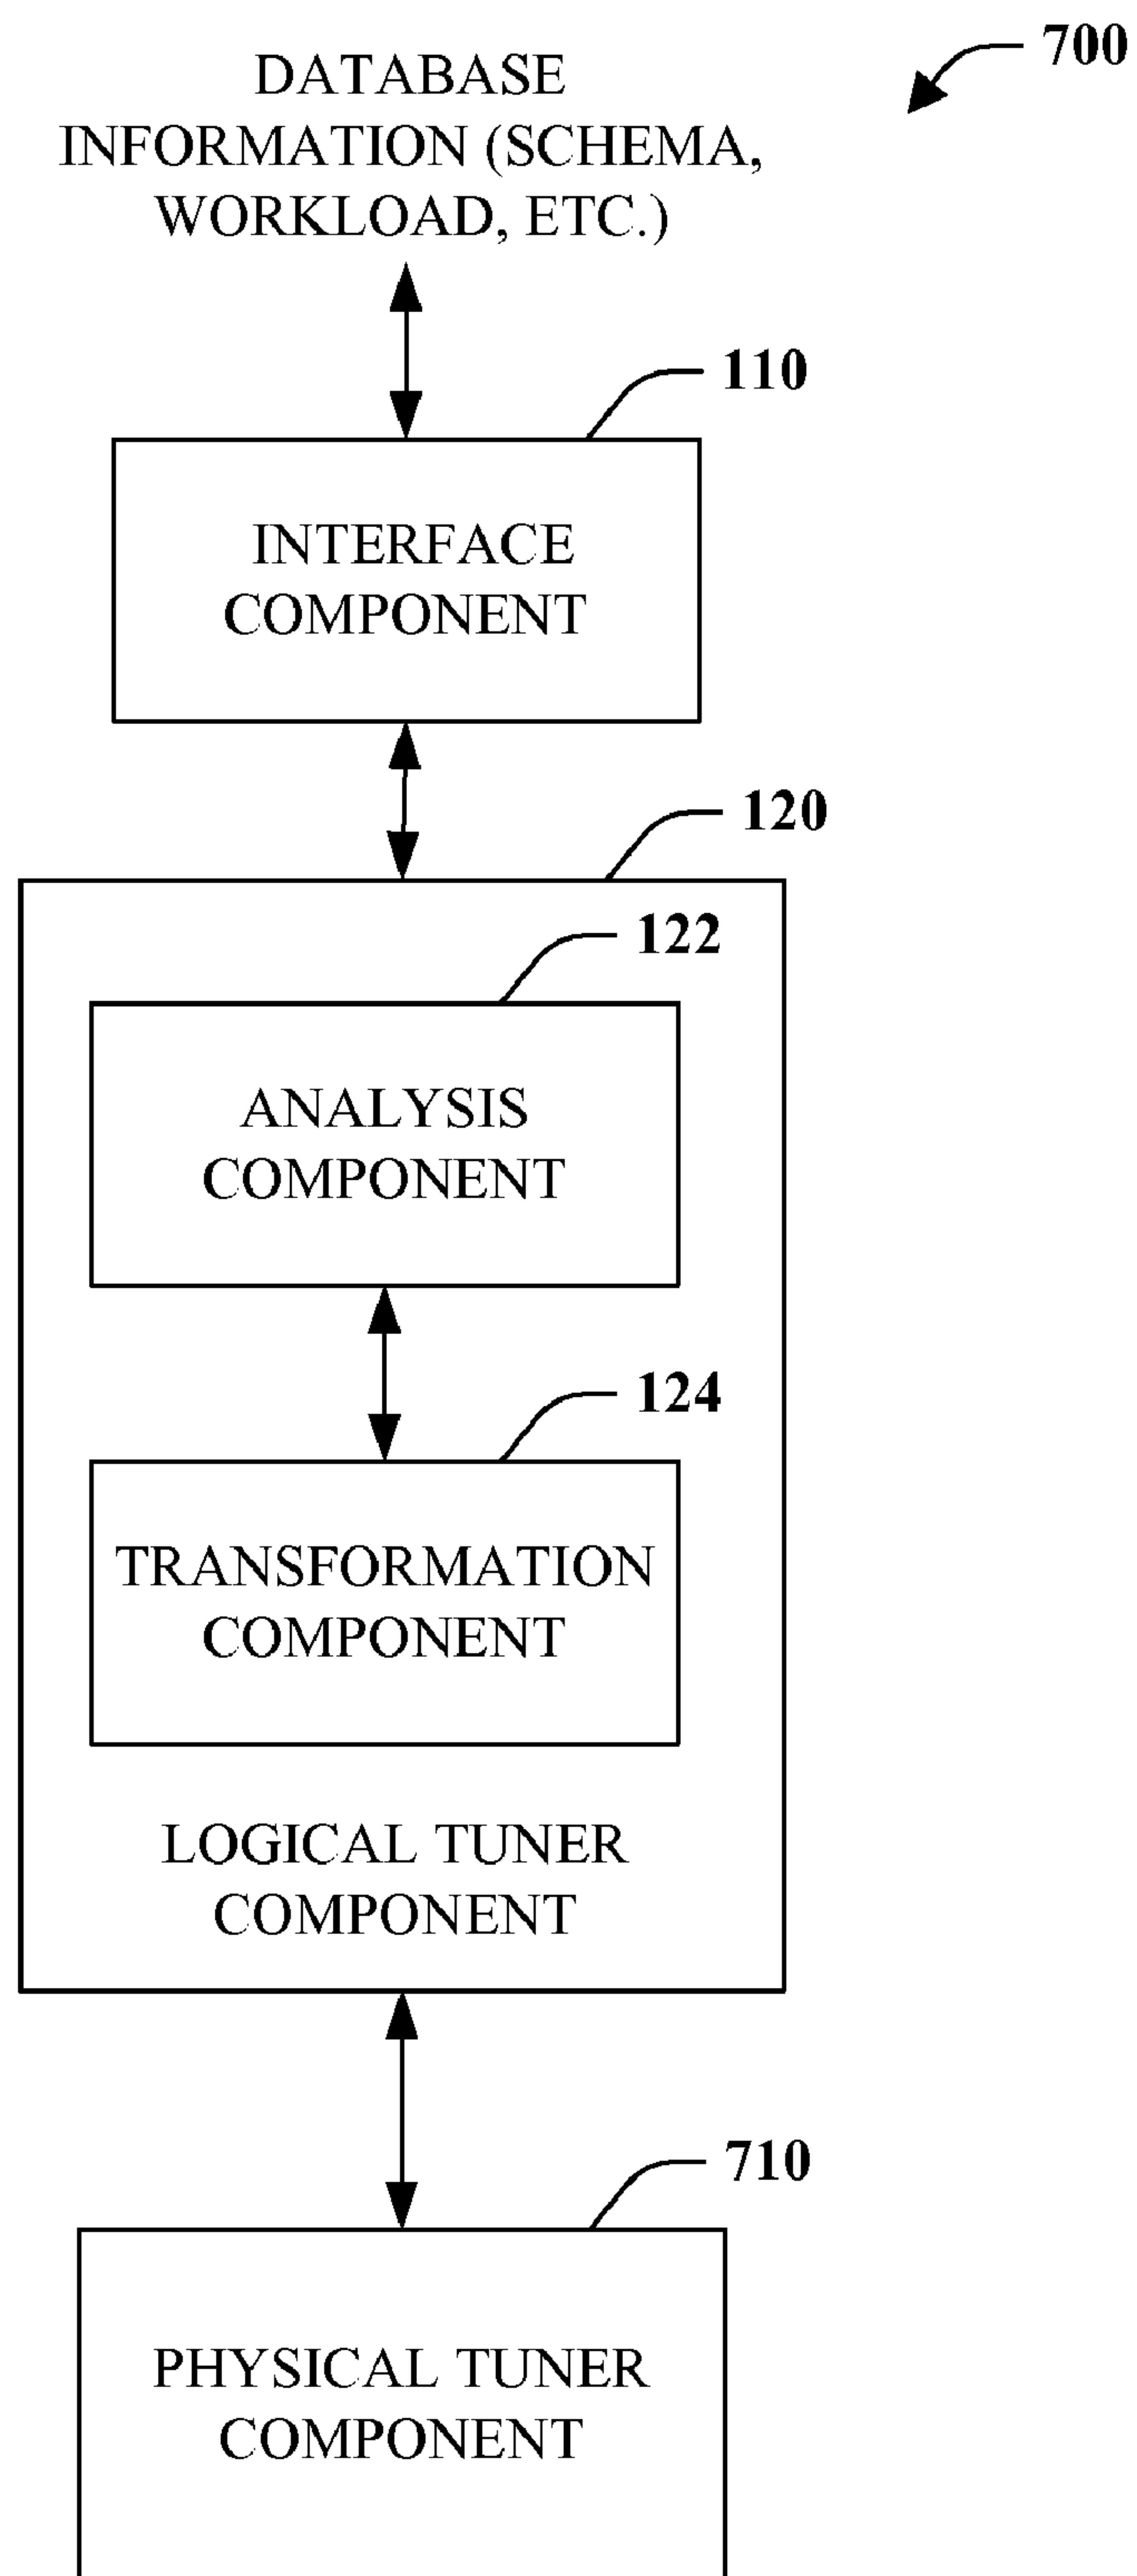 700
DATABASE
INFORMATION (SCHEMA,
WORKLOAD, ETC.)
110
INTERFACE
COMPONENT
120
122
ANALYSIS
COMPONENT
124
TRANSFORMATION
COMPONENT
LOGICAL TUNER
COMPONENT
710
PHYSICAL TUNER
COMPONENT